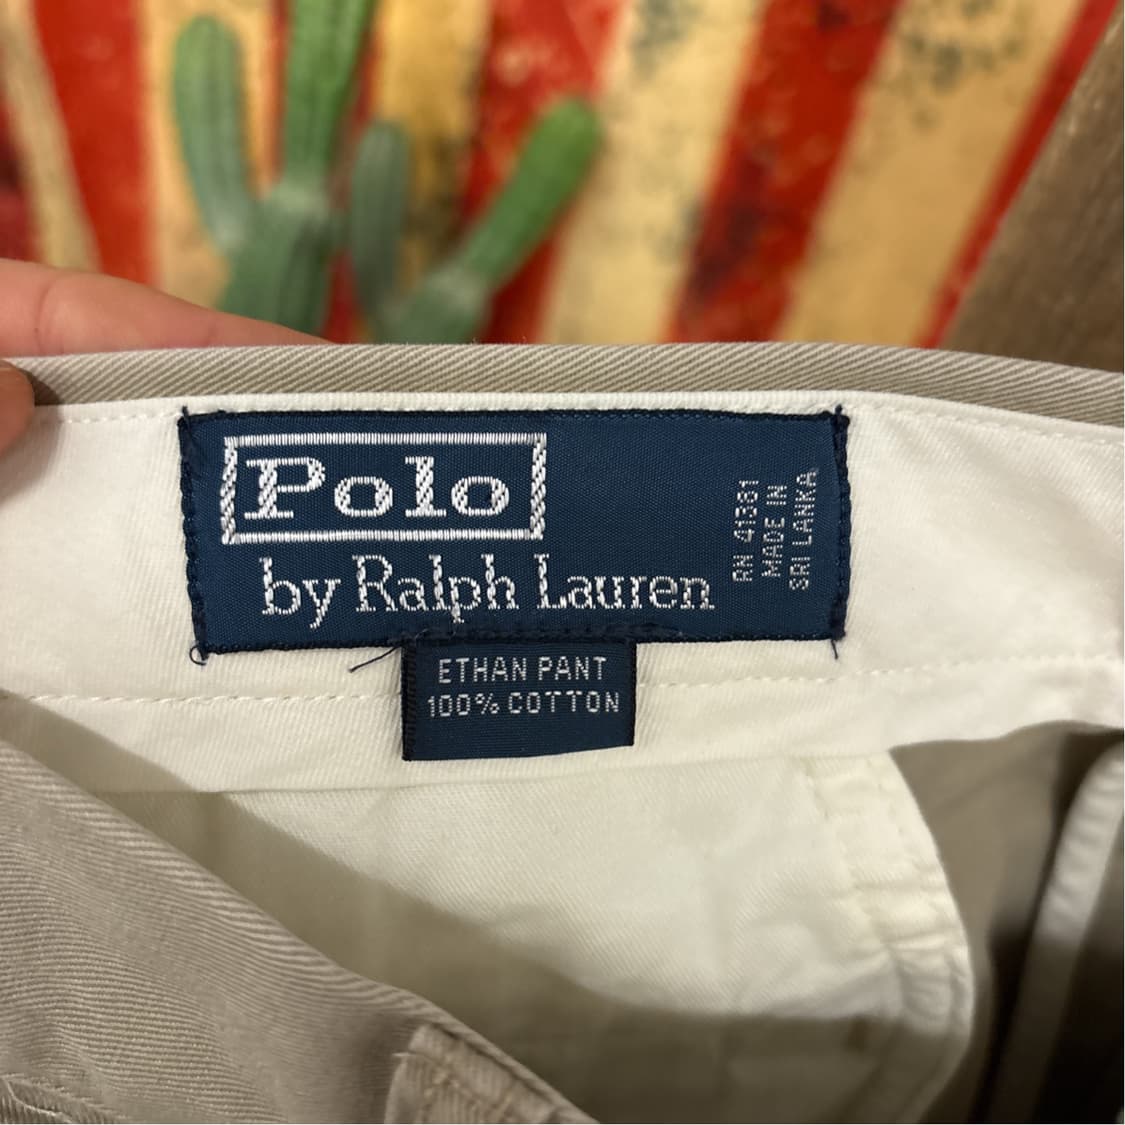 Polo
by Ralph Lauren
RN 41381
MADE IN
SRI LANKA
ETHAN PANT
100% COTTON